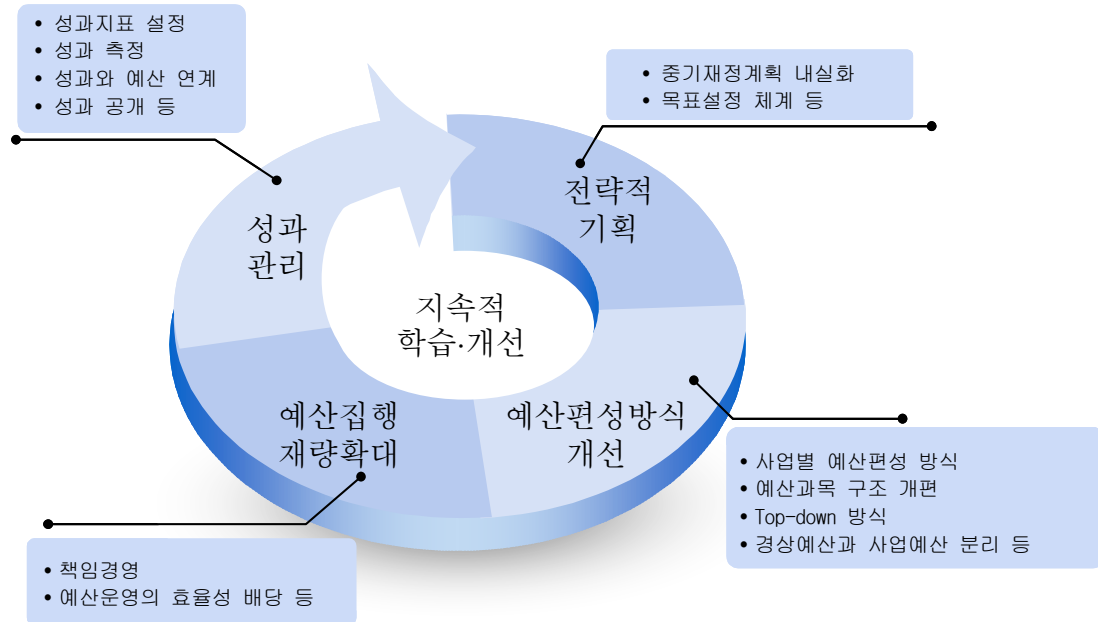 • 성과지표 설정
• 성과 측정
• 성과와 예산 연계
• 성과 공개 등
• 중기재정계획 내실화
• 목표설정 체계 등
전략적
기획
성과
관리
지속적
학습·개선
예산집행
재량확대
예산편성방식
개선
• 사업별 예산편성 방식
• 예산과목 구조 개편
• Top-down 방식
• 경상예산과 사업예산 분리 등
• 책임경영
• 예산운영의 효율성 배당 등